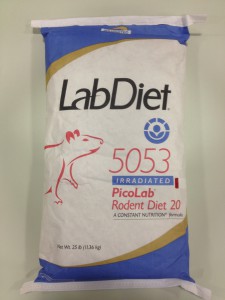 LabDiet®
5053
IRRADIATED
PicoLab®
Rodent Diet 20
A CONSTANT NUTRITION® formula
Net Wt. 25 lb (11.34 kg)